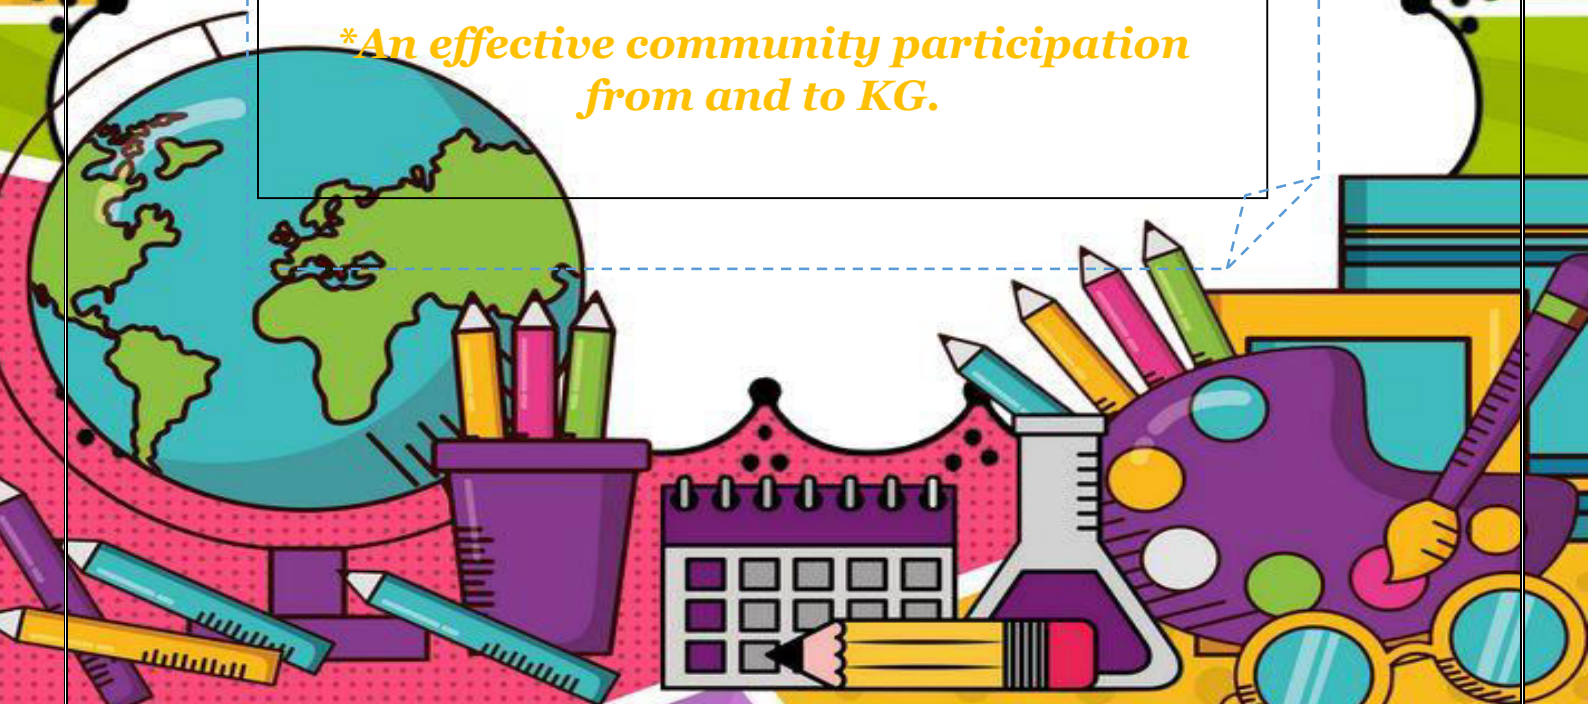 *An effective community participation
from and to KG.